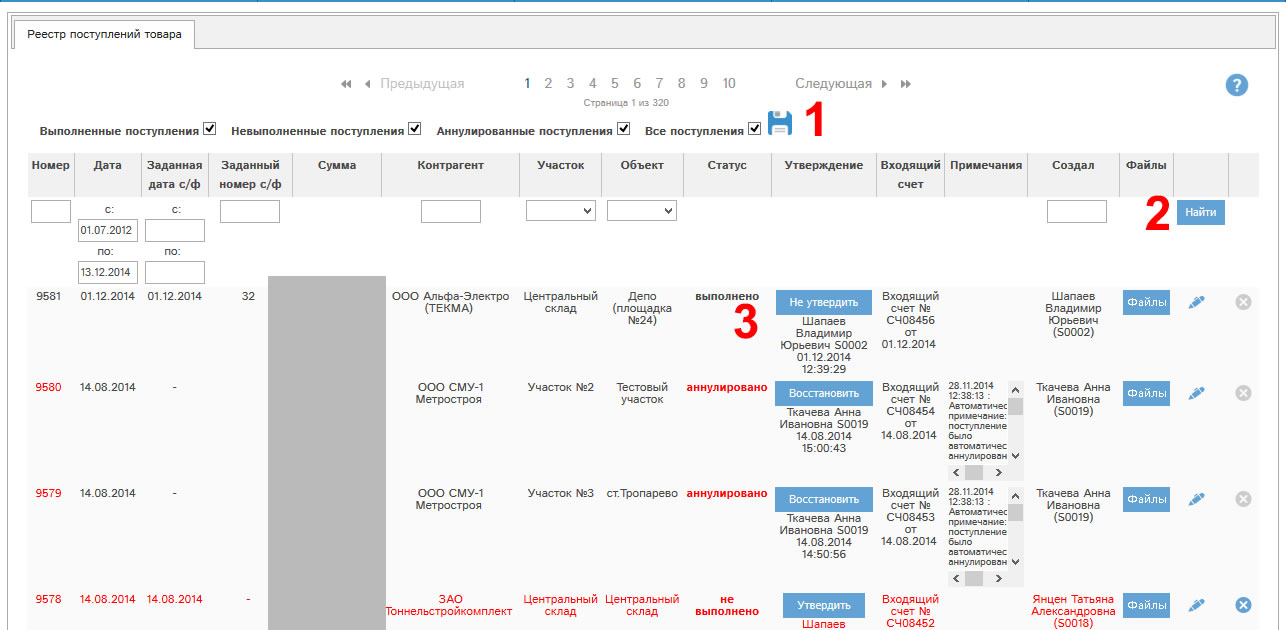 Реестр поступлений товара
Предыдущая 1 2 3 4 5 6 7 8 9 10 Следующая
Страница 1 из 320
?
Выполненные поступления Невыполненные поступления Аннулированные поступления Все поступления 1
Номер Дата Заданная дата с/ф Заданный номер с/ф Сумма Контрагент Участок Объект Статус Утверждение Входящий счет Примечания Создал Файлы
с: с: 2 Найти
01.07.2012
по: по:
13.12.2014
9581 01.12.2014 01.12.2014 32 ООО Альфа-Электро Центральный Депо выполнено Не утвердить Входящий Шапаев Файлы
(ТЕКМА) склад (площадка счет № Владимир
№24) 3 Шапаев СЧ08456 Юрьевич
Владимир от (S0002)
Юрьевич S0002 01.12.2014
01.12.2014
12:39:29
9580 14.08.2014 - ООО СМУ-1 Участок №2 Тестовый аннулировано Восстановить Входящий 28.11.2014 Ткачева Анна Файлы
Метростроя участок счет № 12:38:13 : Ивановна
Ткачева Анна СЧ08454 Автоматичес (S0019)
Ивановна S0019 от примечание:
14.08.2014 14.08.2014 поступление
15:00:43 было
автоматичес
аннулирован
9579 14.08.2014 - ООО СМУ-1 Участок №3 ст.Тропарево аннулировано Восстановить Входящий 28.11.2014 Ткачева Анна Файлы
Метростроя счет № 12:38:13 : Ивановна
Ткачева Анна СЧ08453 Автоматичес (S0019)
Ивановна S0019 от примечание:
14.08.2014 14.08.2014 поступление
14:50:56 было
автоматичес
аннулирован
9578 14.08.2014 14.08.2014 - ЗАО Центральный Центральный не Утвердить Входящий Янцен Татьяна Файлы
Тоннельстройкомплект склад склад выполнено счет № Александровна
Шапаев СЧ08452 (S0018)